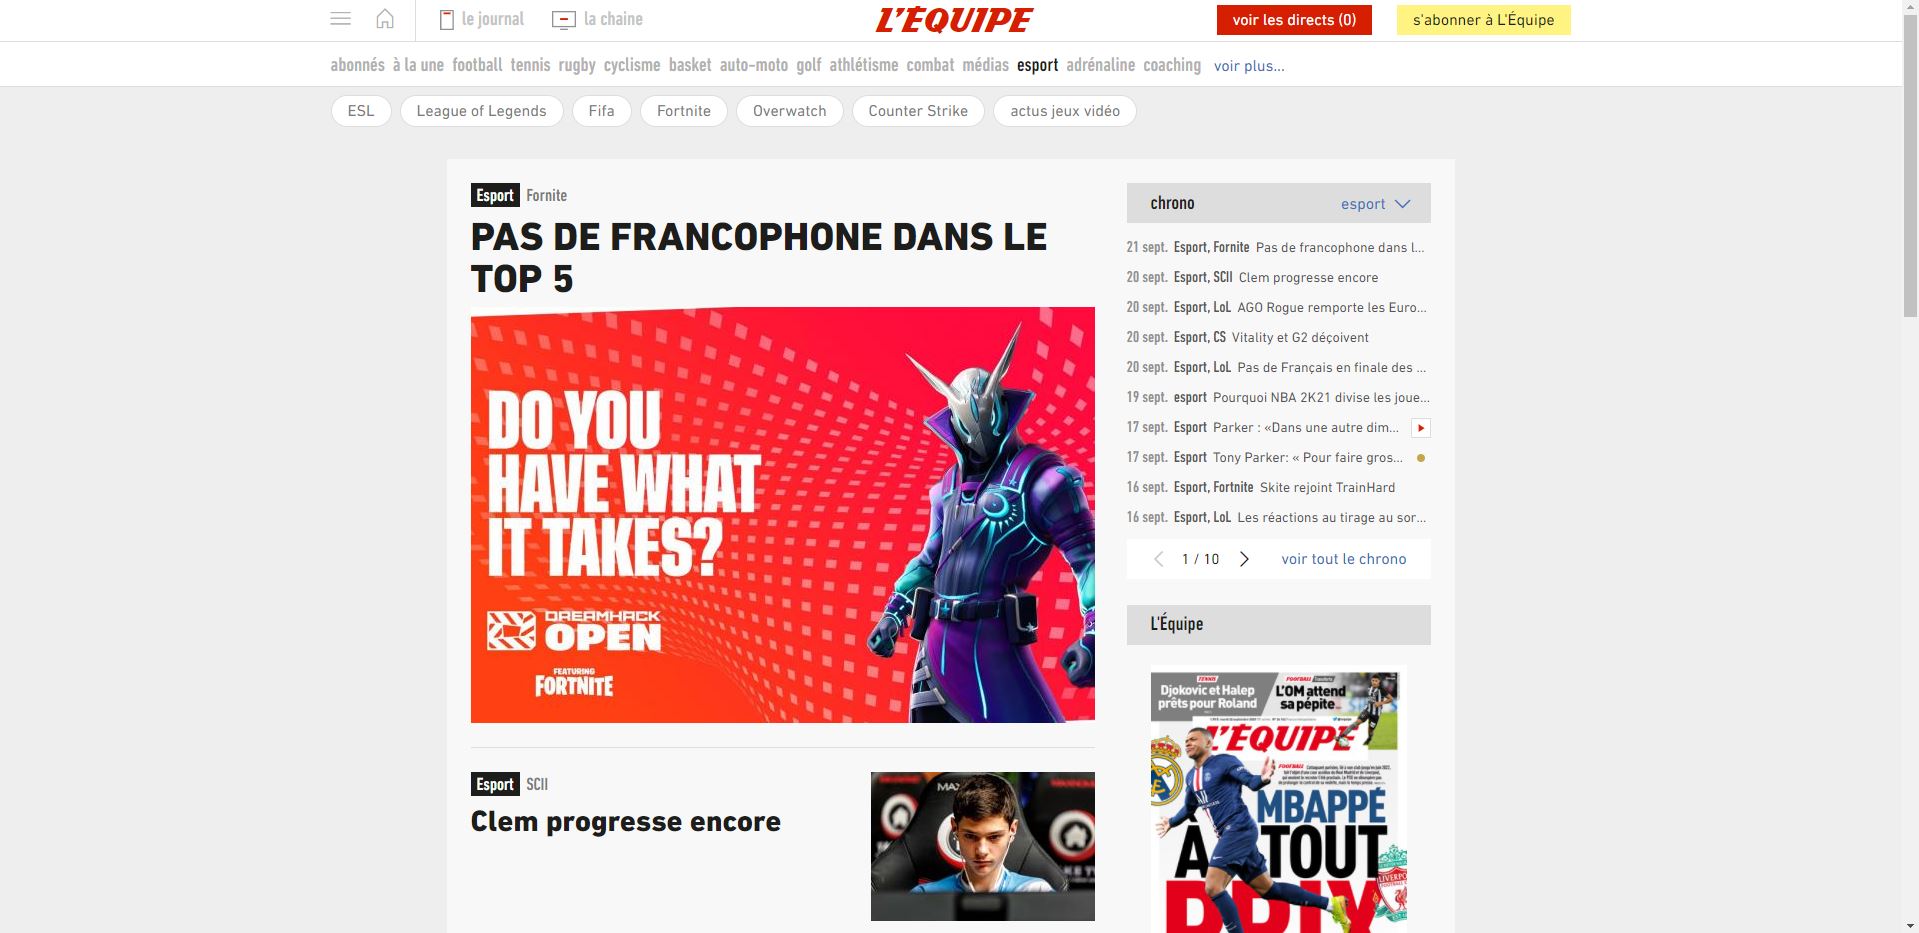 le journal
la chaine
L'ÉQUIPE
voir les directs (0)
s'abonner à L'Équipe
abonnés à la une football tennis rugby cyclisme basket auto-moto golf athlétisme combat médias esport adrénaline coaching voir plus...
ESL
League of Legends
Fifa
Fortnite
Overwatch
Counter Strike
actus jeux vidéo
Esport Fornite
PAS DE FRANCOPHONE DANS LE
TOP 5
DO YOU
HAVE WHAT
IT TAKES?
DREAMHACK
OPEN
FEATURING
FORTNITE
Esport SCII
Clem progresse encore
chrono
esport
21 sept. Esport, Fornite Pas de francophone dans l...
20 sept. Esport, SCII Clem progresse encore
20 sept. Esport, LoL AGO Rogue remporte les Euro...
20 sept. Esport, CS Vitality et G2 déçoivent
20 sept. Esport, LoL Pas de Français en finale des ...
19 sept. esport Pourquoi NBA 2K21 divise les joue...
17 sept. Esport Parker : «Dans une autre dim...
17 sept. Esport Tony Parker: « Pour faire gros...
16 sept. Esport, Fortnite Skite rejoint TrainHard
16 sept. Esport, LoL Les réactions au tirage au sor...
1 / 10
voir tout le chrono
L'Équipe
TENNIS
Djokovic et Halep
prêts pour Roland
FOOTBALL
L'OM attend
sa pépite
L'ÉQUIPE
FOOTBALL
MBAPPÉ
À TOUT
PRIX